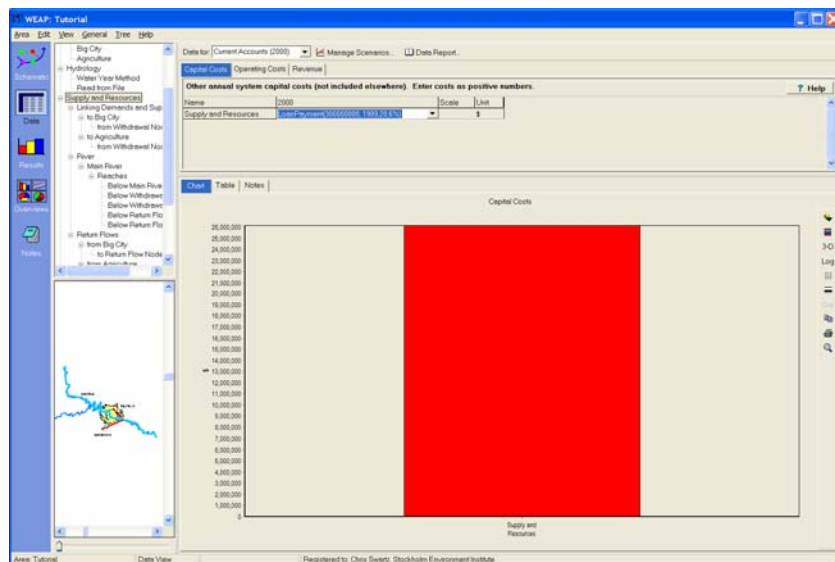 WEAP: Tutorial
Area Edit View General Tree Help
Schematic
Data
Results
Overviews
Notes
Big City
Agriculture
Hydrology
Water Year Method
Read from File
Supply and Resources
Linking Demands and Sup
to Big City
from Withdrawal Noc
to Agriculture
from Withdrawal Noc
River
Main River
Reaches
Below Main Rive
Below Withdrawa
Below Withdrawa
Below Return Flo
Below Return Flo
Return Flows
from Big City
to Return Flow Node
from Agriculture
Data for: Current Accounts (2000) Manage Scenarios.. Data Report..
Capital Costs Operating Costs Revenue
Other annual system capital costs (not included elsewhere). Enter costs as positive numbers. ? Help
Name 2000 Scale Unit
Supply and Resources $
Chart Table Notes
Capital Costs
26,000,000
25,000,000
24,000,000
23,000,000
22,000,000
21,000,000
20,000,000
19,000,000
18,000,000
17,000,000
16,000,000
15,000,000
14,000,000
$ 13,000,000
12,000,000
11,000,000
10,000,000
9,000,000
8,000,000
7,000,000
6,000,000
5,000,000
4,000,000
3,000,000
2,000,000
1,000,000
0
Supply and
Resources
3-D
Log
Area: Tutorial Data View Registered to: Chris Swartz, Stockholm Environment Institute